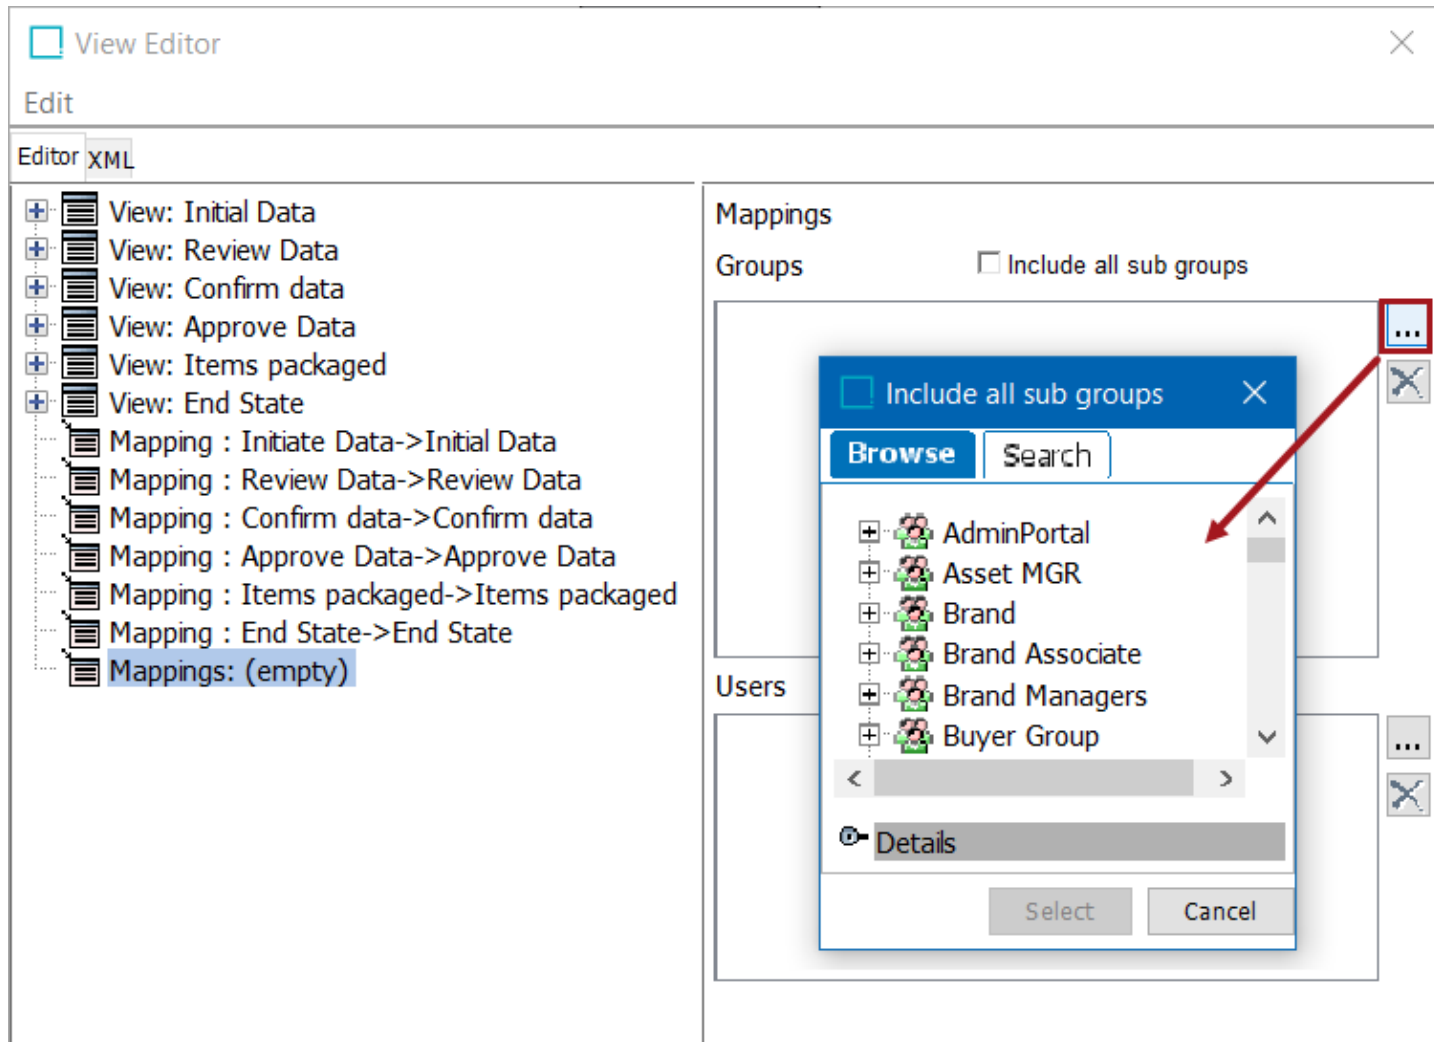 View Editor
Edit
Editor XML
View: Initial Data
View: Review Data
View: Confirm data
View: Approve Data
View: Items packaged
View: End State
Mapping : Initiate Data->Initial Data
Mapping : Review Data->Review Data
Mapping : Confirm data->Confirm data
Mapping : Approve Data->Approve Data
Mapping : Items packaged->Items packaged
Mapping : End State->End State
Mappings: (empty)
Mappings
Groups Include all sub groups
...
Include all sub groups
Browse Search
AdminPortal
Asset MGR
Brand
Brand Associate
Brand Managers
Buyer Group
Details
Select Cancel
Users
...